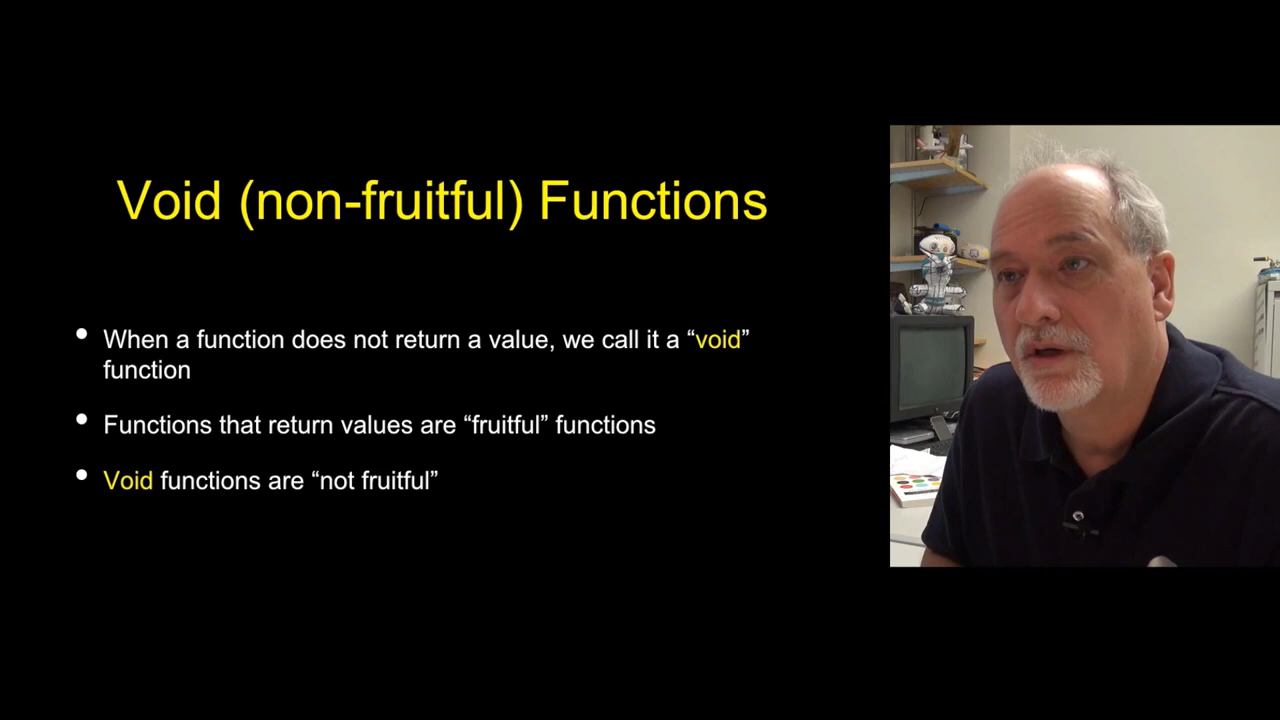 Void (non-fruitful) Functions
• When a function does not return a value, we call it a “void”
function
• Functions that return values are “fruitful” functions
• Void functions are “not fruitful”